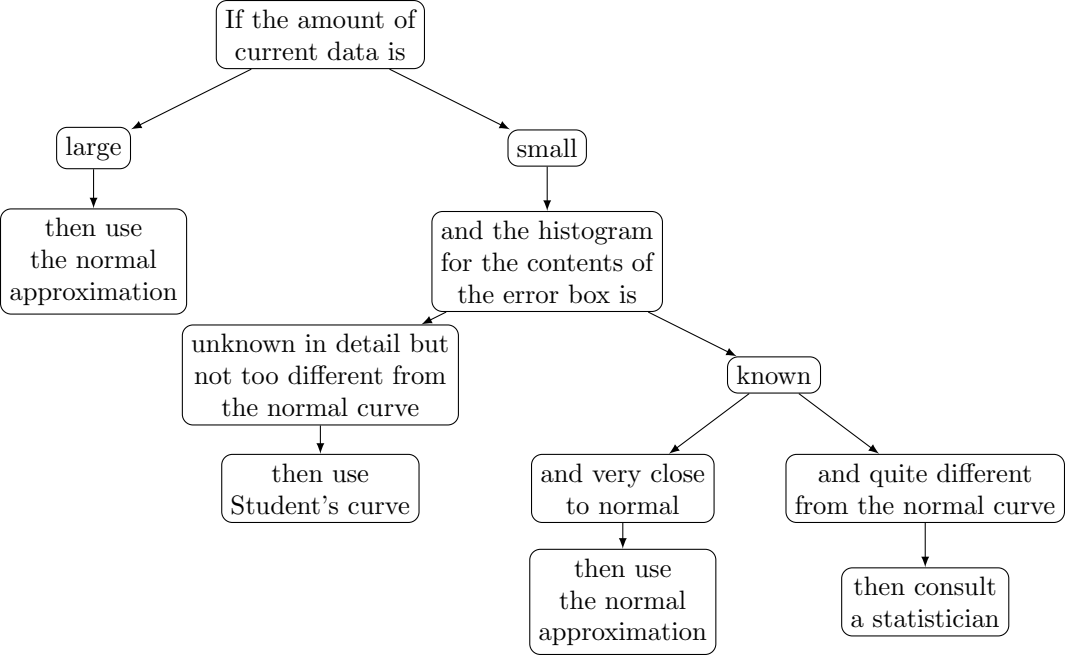 If the amount of
current data is
large
small
then use
the normal
approximation
and the histogram
for the contents of
the error box is
unknown in detail but
not too different from
the normal curve
known
then use
Student's curve
and very close
to normal
and quite different
from the normal curve
then use
the normal
approximation
then consult
a statistician